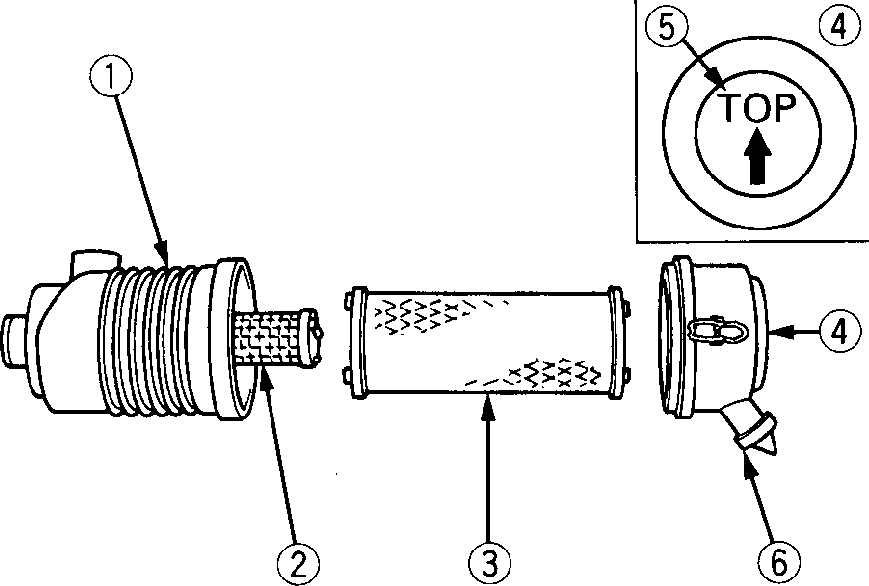 ⑤ ④
TOP
①
④
② ③ ⑥